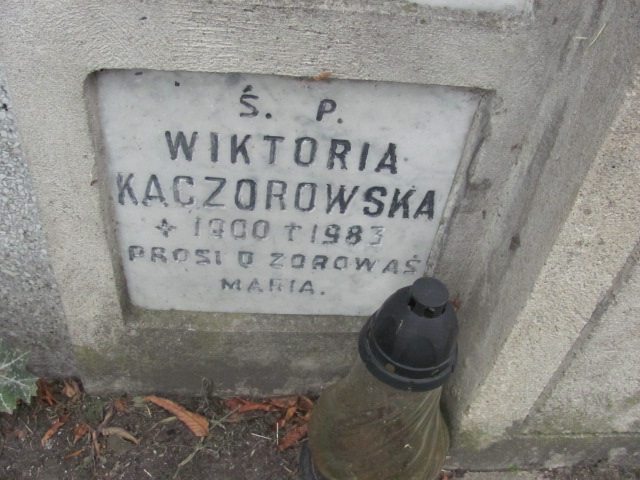 Ś. P.
WIKTORIA
KACZOROWSKA
✧ 1900 † 1983
PROSI O ZDROWAŚ
MARIA.